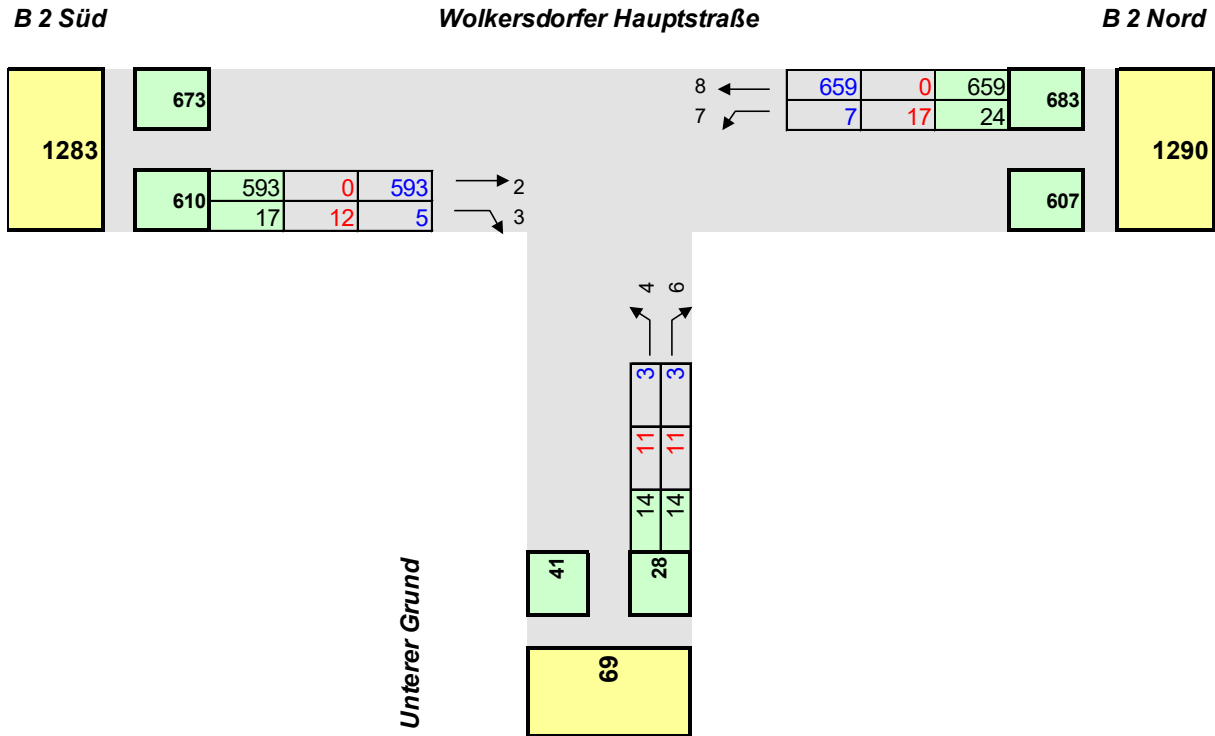 B 2 Süd Wolkersdorfer Hauptstraße B 2 Nord
673 8 659 0 659 683
7 7 17 24
1283 1290
610 593 0 593 2 607
17 12 5 3
4 6
3 3
11 11
14 14
41 28
Unterer Grund
69